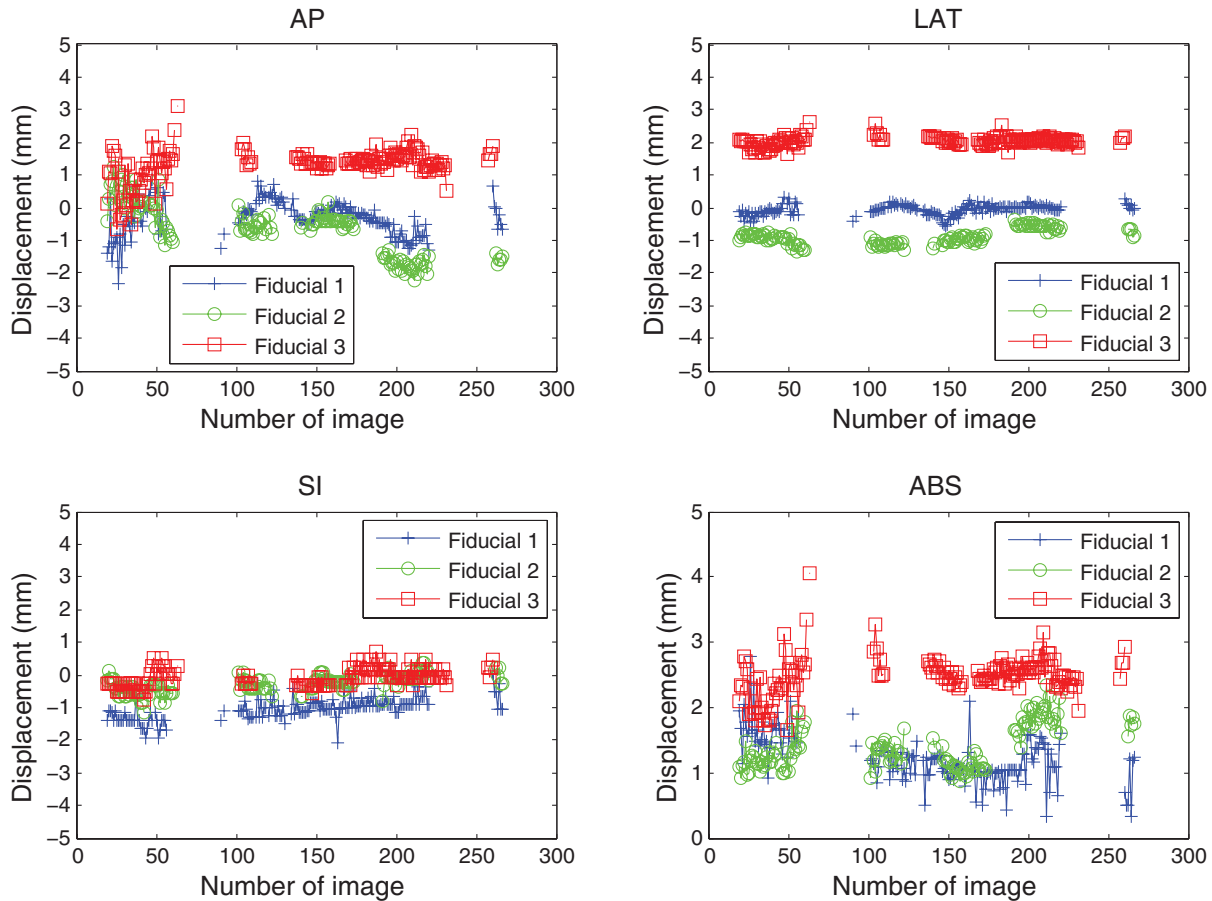 AP
5
4
3
2
1
0
−1
−2
−3
−4
−5
Displacement (mm)
Fiducial 1
Fiducial 2
Fiducial 3
0 50 100 150 200 250 300
Number of image
LAT
5
4
3
2
1
0
−1
−2
−3
−4
−5
Displacement (mm)
Fiducial 1
Fiducial 2
Fiducial 3
0 50 100 150 200 250 300
Number of image
SI
5
4
3
2
1
0
−1
−2
−3
−4
−5
Displacement (mm)
Fiducial 1
Fiducial 2
Fiducial 3
0 50 100 150 200 250 300
Number of image
ABS
5
4
3
2
1
0
Displacement (mm)
Fiducial 1
Fiducial 2
Fiducial 3
0 50 100 150 200 250 300
Number of image